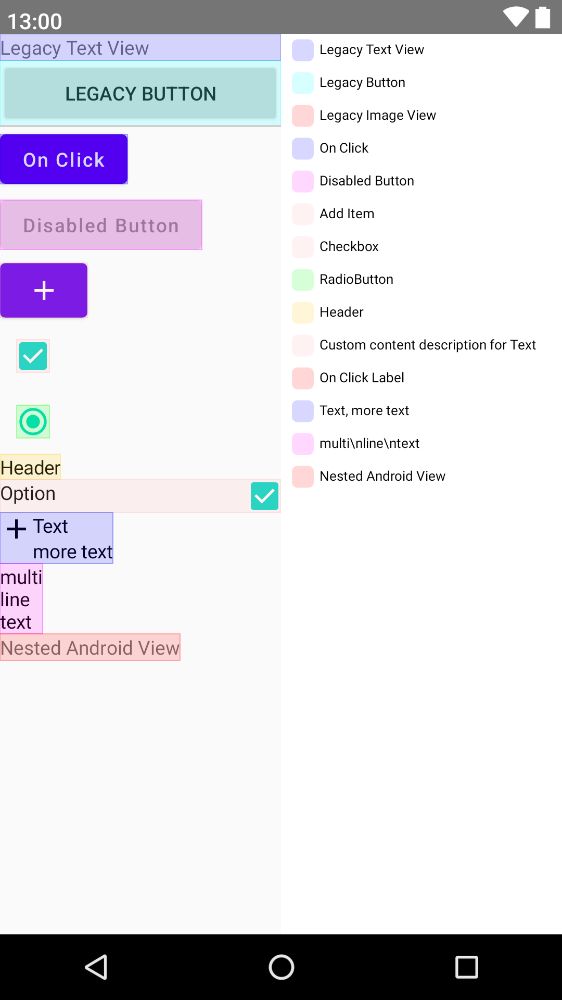 13:00
Legacy Text View
LEGACY BUTTON
On Click
Disabled Button
Header
Option
Text
more text
multi
line
text
Nested Android View
Legacy Text View
Legacy Button
Legacy Image View
On Click
Disabled Button
Add Item
Checkbox
RadioButton
Header
Custom content description for Text
On Click Label
Text, more text
multi\nline\ntext
Nested Android View